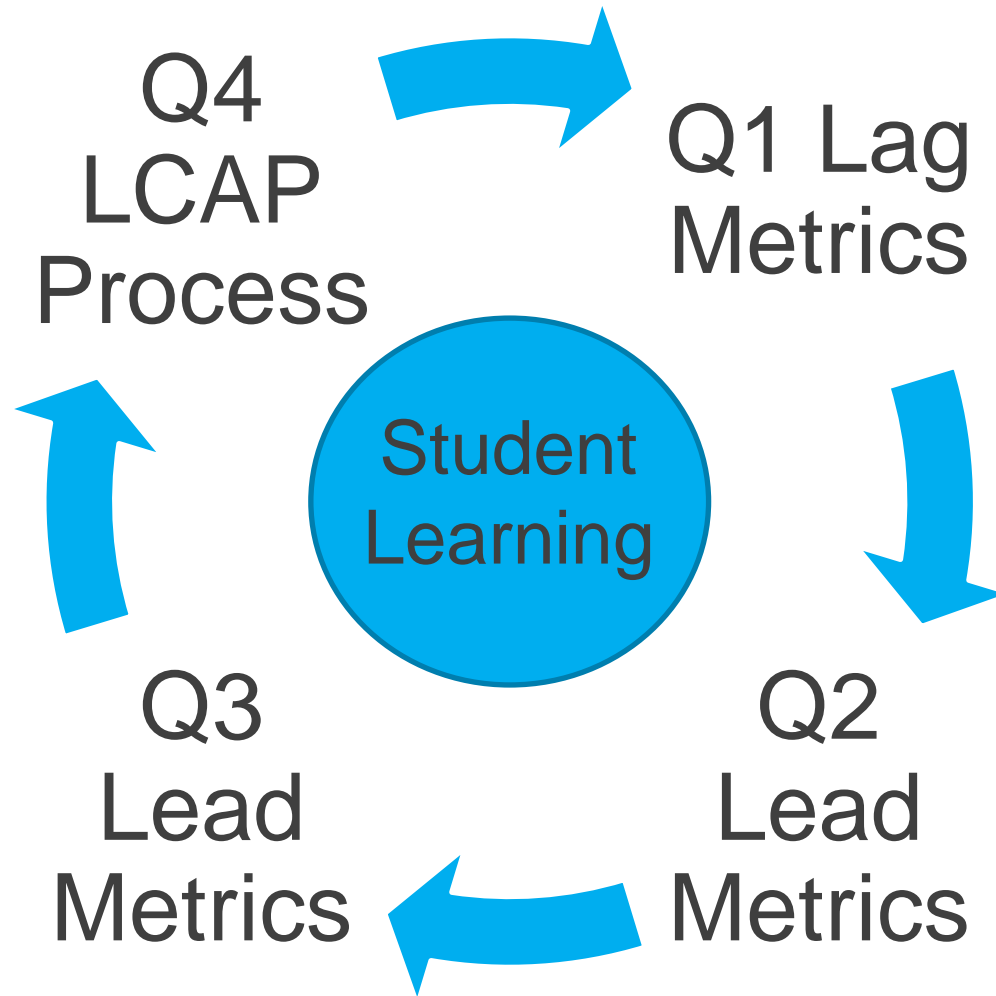 Q4
LCAP
Process
Q1 Lag
Metrics
Student
Learning
Q3
Lead
Metrics
Q2
Lead
Metrics